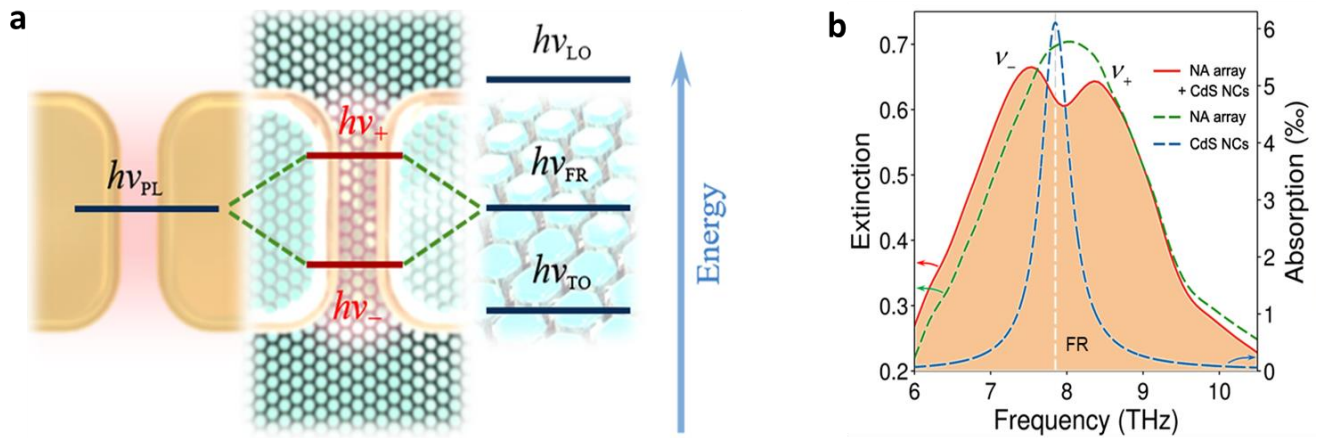 a
hν_PL
hν_+
hν_−
hν_LO
hν_FR
hν_TO
Energy
b
0.7
0.6
0.5
0.4
0.3
0.2
Extinction
ν_−
ν_+
NA array
+ CdS NCs
NA array
CdS NCs
FR
6
5
4
3
2
1
0
Absorption (‰)
6 7 8 9 10
Frequency (THz)